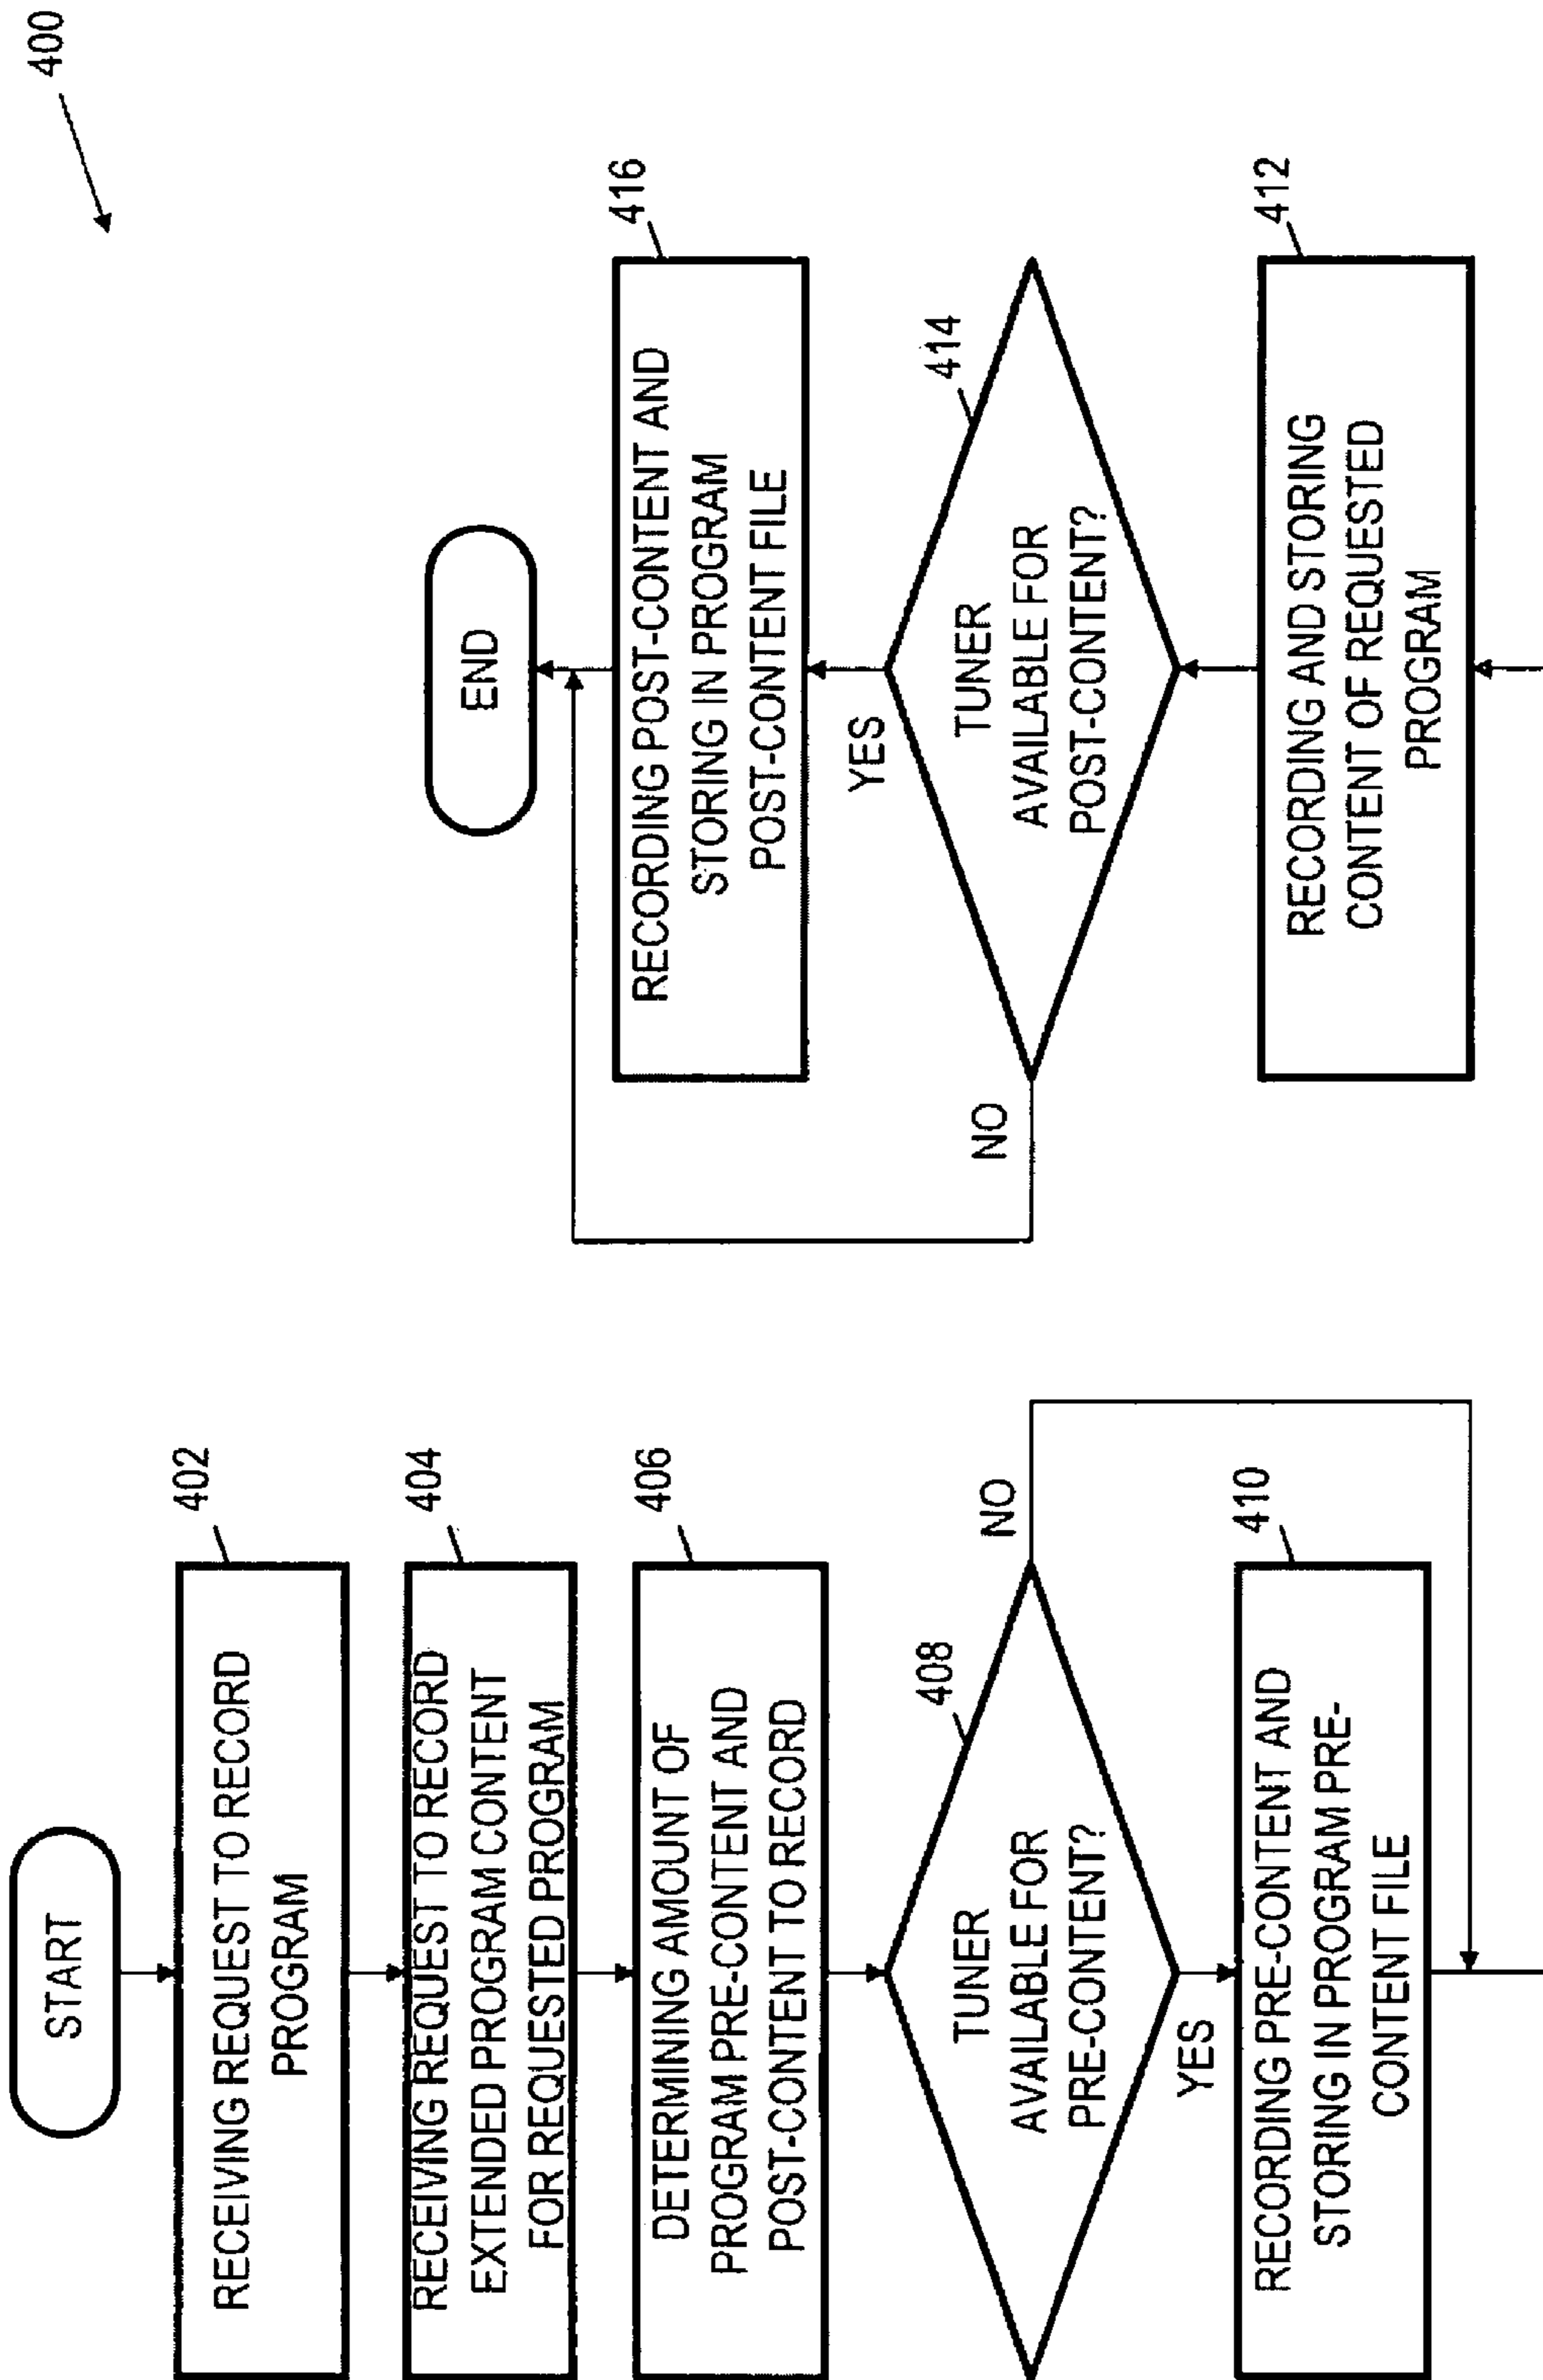 400
START
402
RECEIVING REQUEST TO RECORD
PROGRAM
404
RECEIVING REQUEST TO RECORD
EXTENDED PROGRAM CONTENT
FOR REQUESTED PROGRAM
406
DETERMINING AMOUNT OF
PROGRAM PRE-CONTENT AND
POST-CONTENT TO RECORD
408
TUNER
AVAILABLE FOR
PRE-CONTENT?
NO
YES
410
RECORDING PRE-CONTENT AND
STORING IN PROGRAM PRE-
CONTENT FILE
412
RECORDING AND STORING
CONTENT OF REQUESTED
PROGRAM
414
TUNER
AVAILABLE FOR
POST-CONTENT?
NO
YES
416
RECORDING POST-CONTENT AND
STORING IN PROGRAM
POST-CONTENT FILE
END